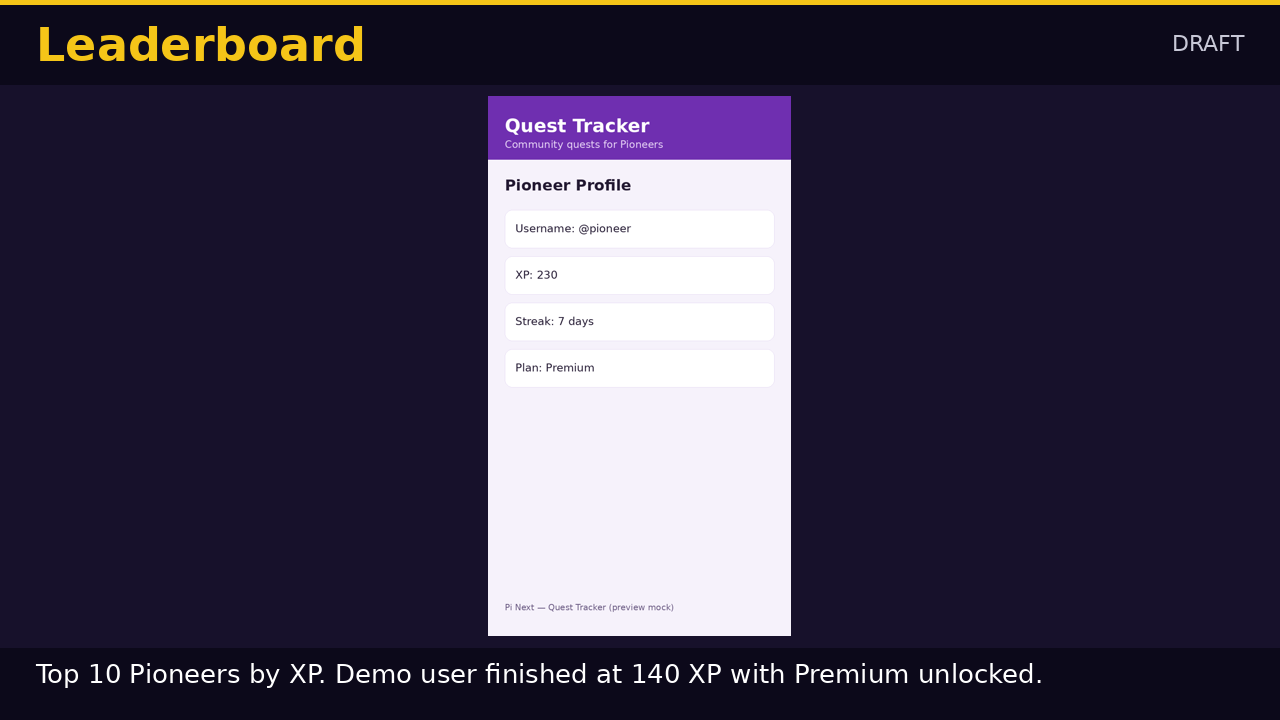 Leaderboard
DRAFT
Quest Tracker
Community quests for Pioneers
Pioneer Profile
Username: @pioneer
XP: 230
Streak: 7 days
Plan: Premium
Pi Next — Quest Tracker (preview mock)
Top 10 Pioneers by XP. Demo user finished at 140 XP with Premium unlocked.